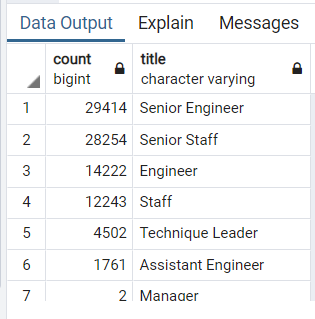 Data Output Explain Messages
count title
bigint character varying
1 29414 Senior Engineer
2 28254 Senior Staff
3 14222 Engineer
4 12243 Staff
5 4502 Technique Leader
6 1761 Assistant Engineer
7 2 Manager